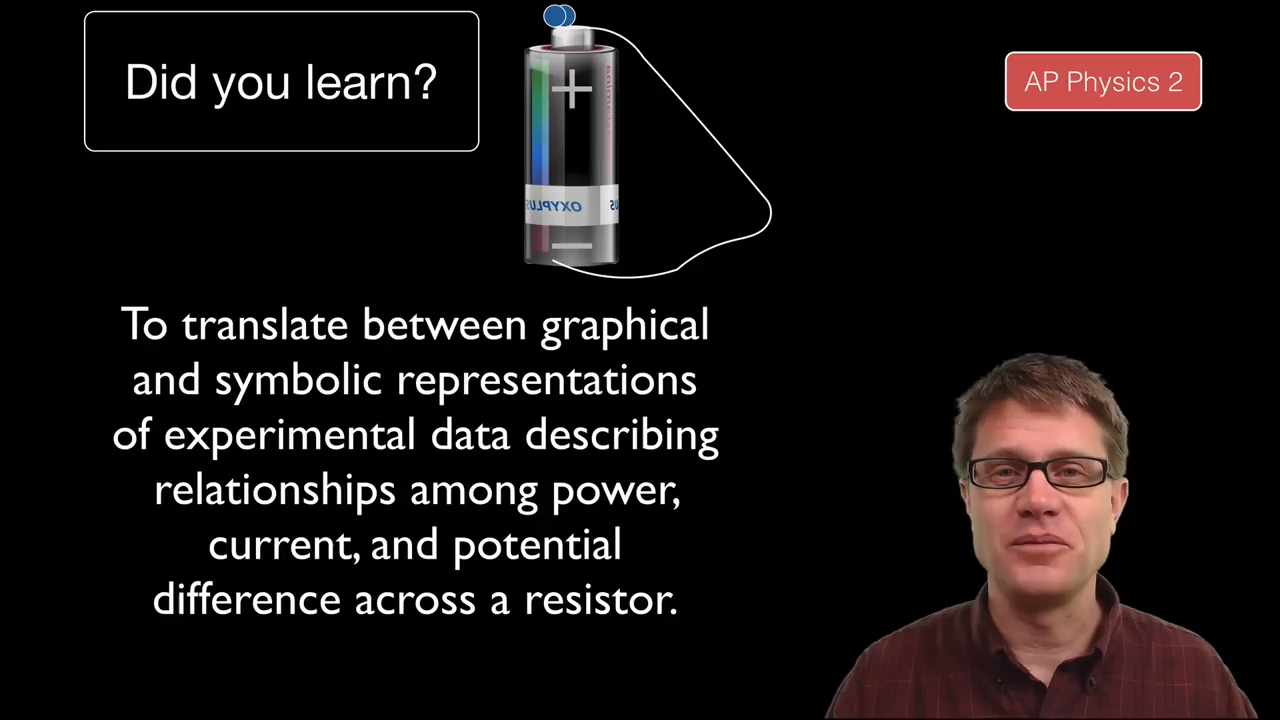 Did you learn?
AP Physics 2
+
OXYPLUS
US
−
To translate between graphical
and symbolic representations
of experimental data describing
relationships among power,
current, and potential
difference across a resistor.